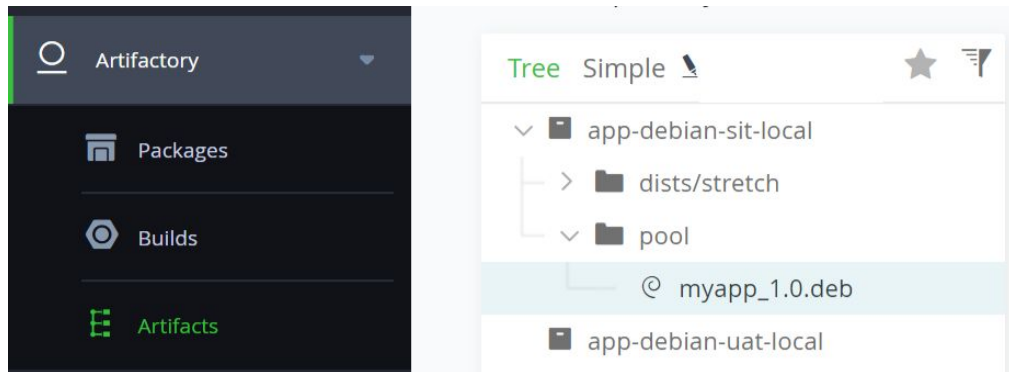 Artifactory
Packages
Builds
Artifacts
Tree Simple
app-debian-sit-local
dists/stretch
pool
myapp_1.0.deb
app-debian-uat-local